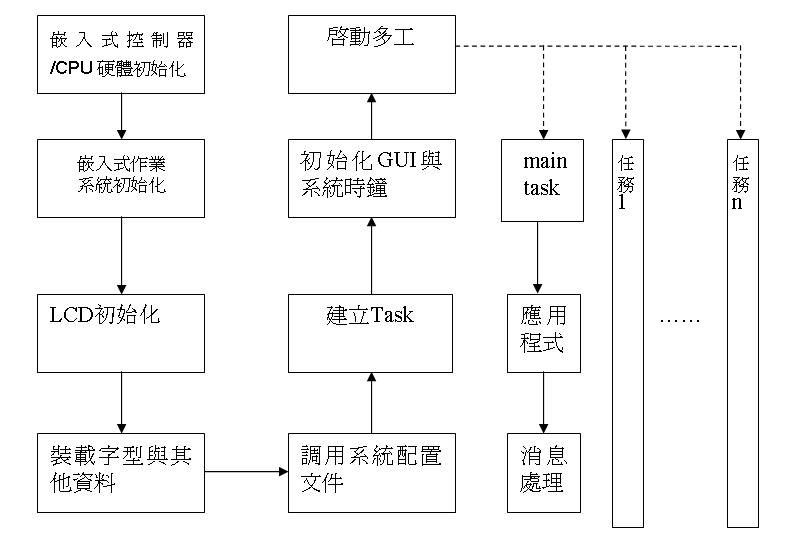 嵌入式控制器
/CPU 硬體初始化
嵌入式作業
系統初始化
LCD初始化
裝載字型與其
他資料
調用系統配置
文件
建立Task
初始化 GUI 與
系統時鐘
啓動多工
main
task
應用
程式
消息
處理
任務1
……
任務n